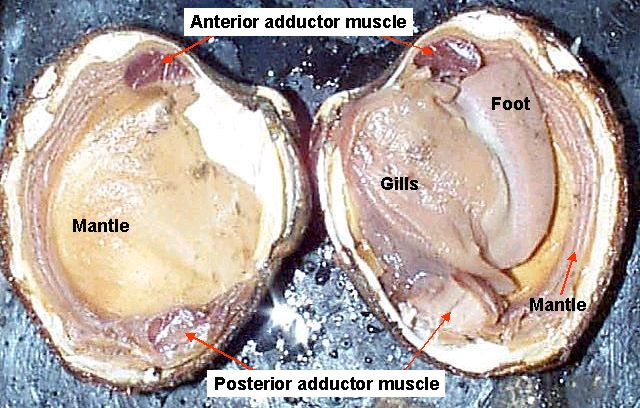 Anterior adductor muscle
Foot
Gills
Mantle
Mantle
Posterior adductor muscle